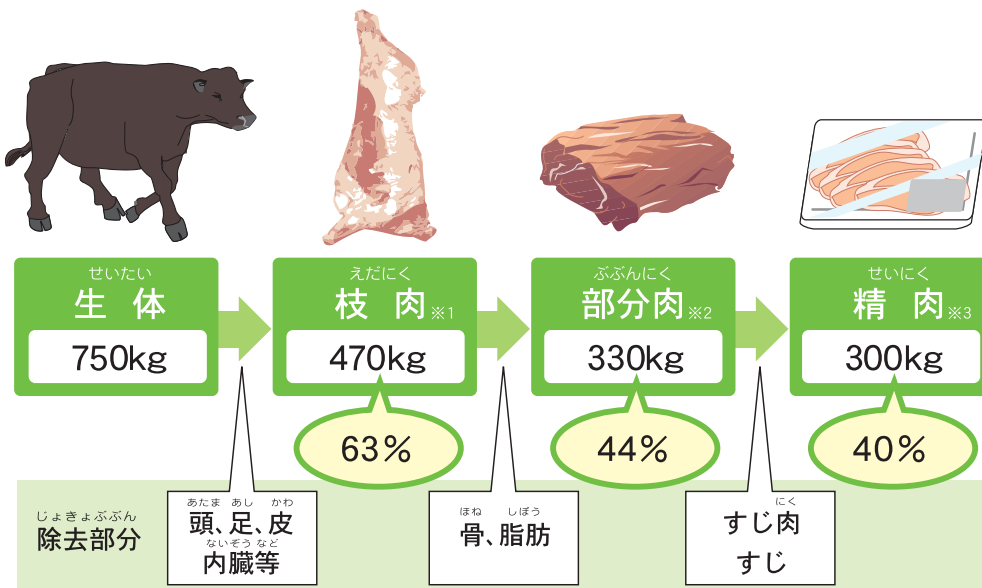 せいたい
生体
750kg
えだにく
枝肉※1
470kg
ぶぶんにく
部分肉※2
330kg
せいにく
精肉※3
300kg
63%
44%
40%
じょきょぶぶん
除去部分
あたま あし かわ
頭、足、皮
ないぞう など
内臓等
ほね しぼう
骨、脂肪
にく
すじ肉
すじ